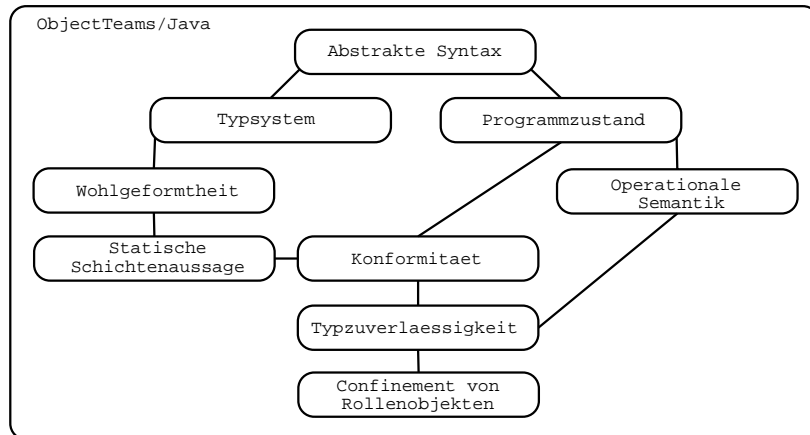 ObjectTeams/Java
Abstrakte Syntax
Typsystem
Programmzustand
Wohlgeformtheit
Operationale
Semantik
Statische
Schichtenaussage
Konformitaet
Typzuverlaessigkeit
Confinement von
Rollenobjekten